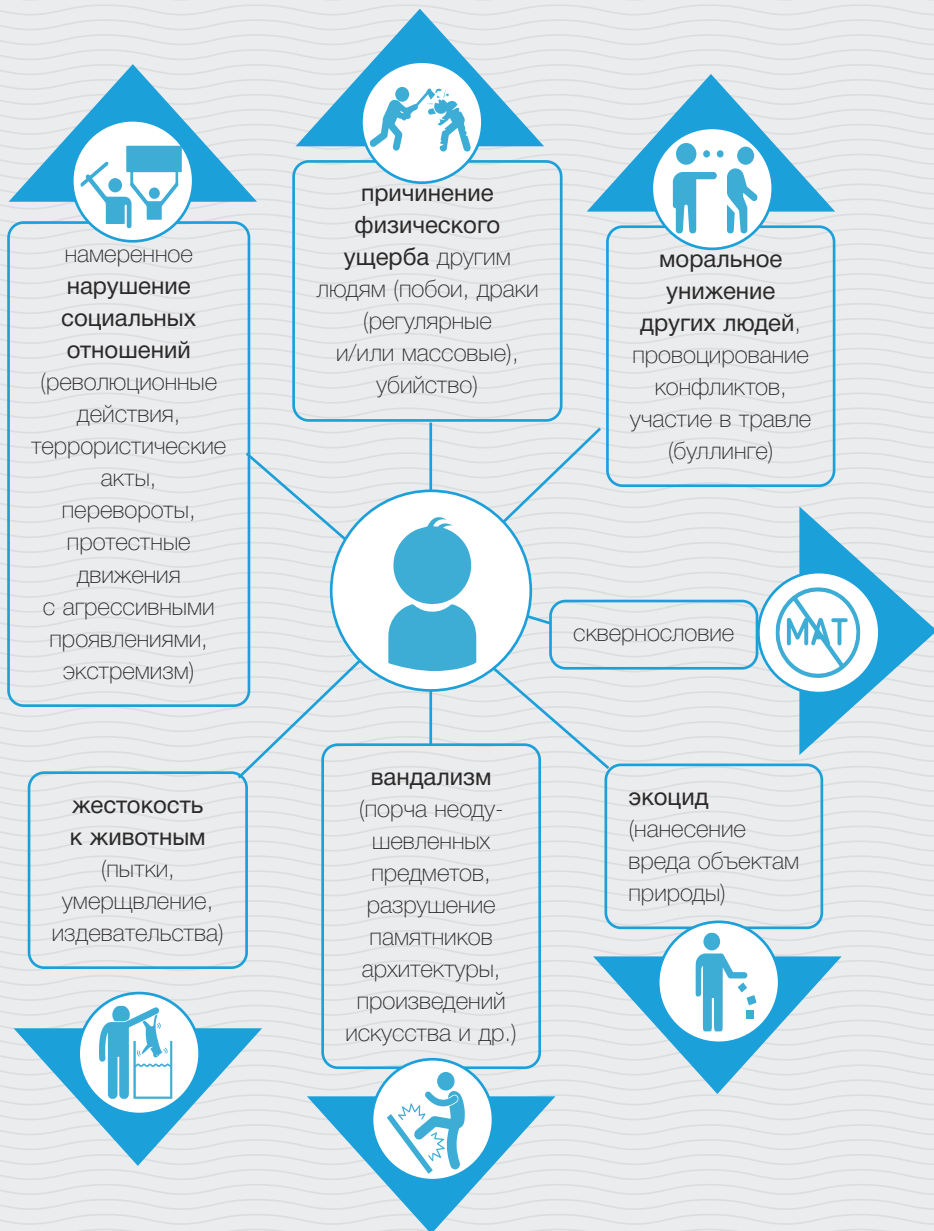 намеренное
нарушение
социальных
отношений
(революционные
действия,
террористические
акты,
перевороты,
протестные
движения
с агрессивными
проявлениями,
экстремизм)
причинение
физического
ущерба другим
людям (побои, драки
(регулярные
и/или массовые),
убийство)
моральное
унижение
других людей,
провоцирование
конфликтов,
участие в травле
(буллинге)
сквернословие
МАТ
жестокость
к животным
(пытки,
умерщвление,
издевательства)
вандализм
(порча неоду-
шевленных
предметов,
разрушение
памятников
архитектуры,
произведений
искусства и др.)
экоцид
(нанесение
вреда объектам
природы)